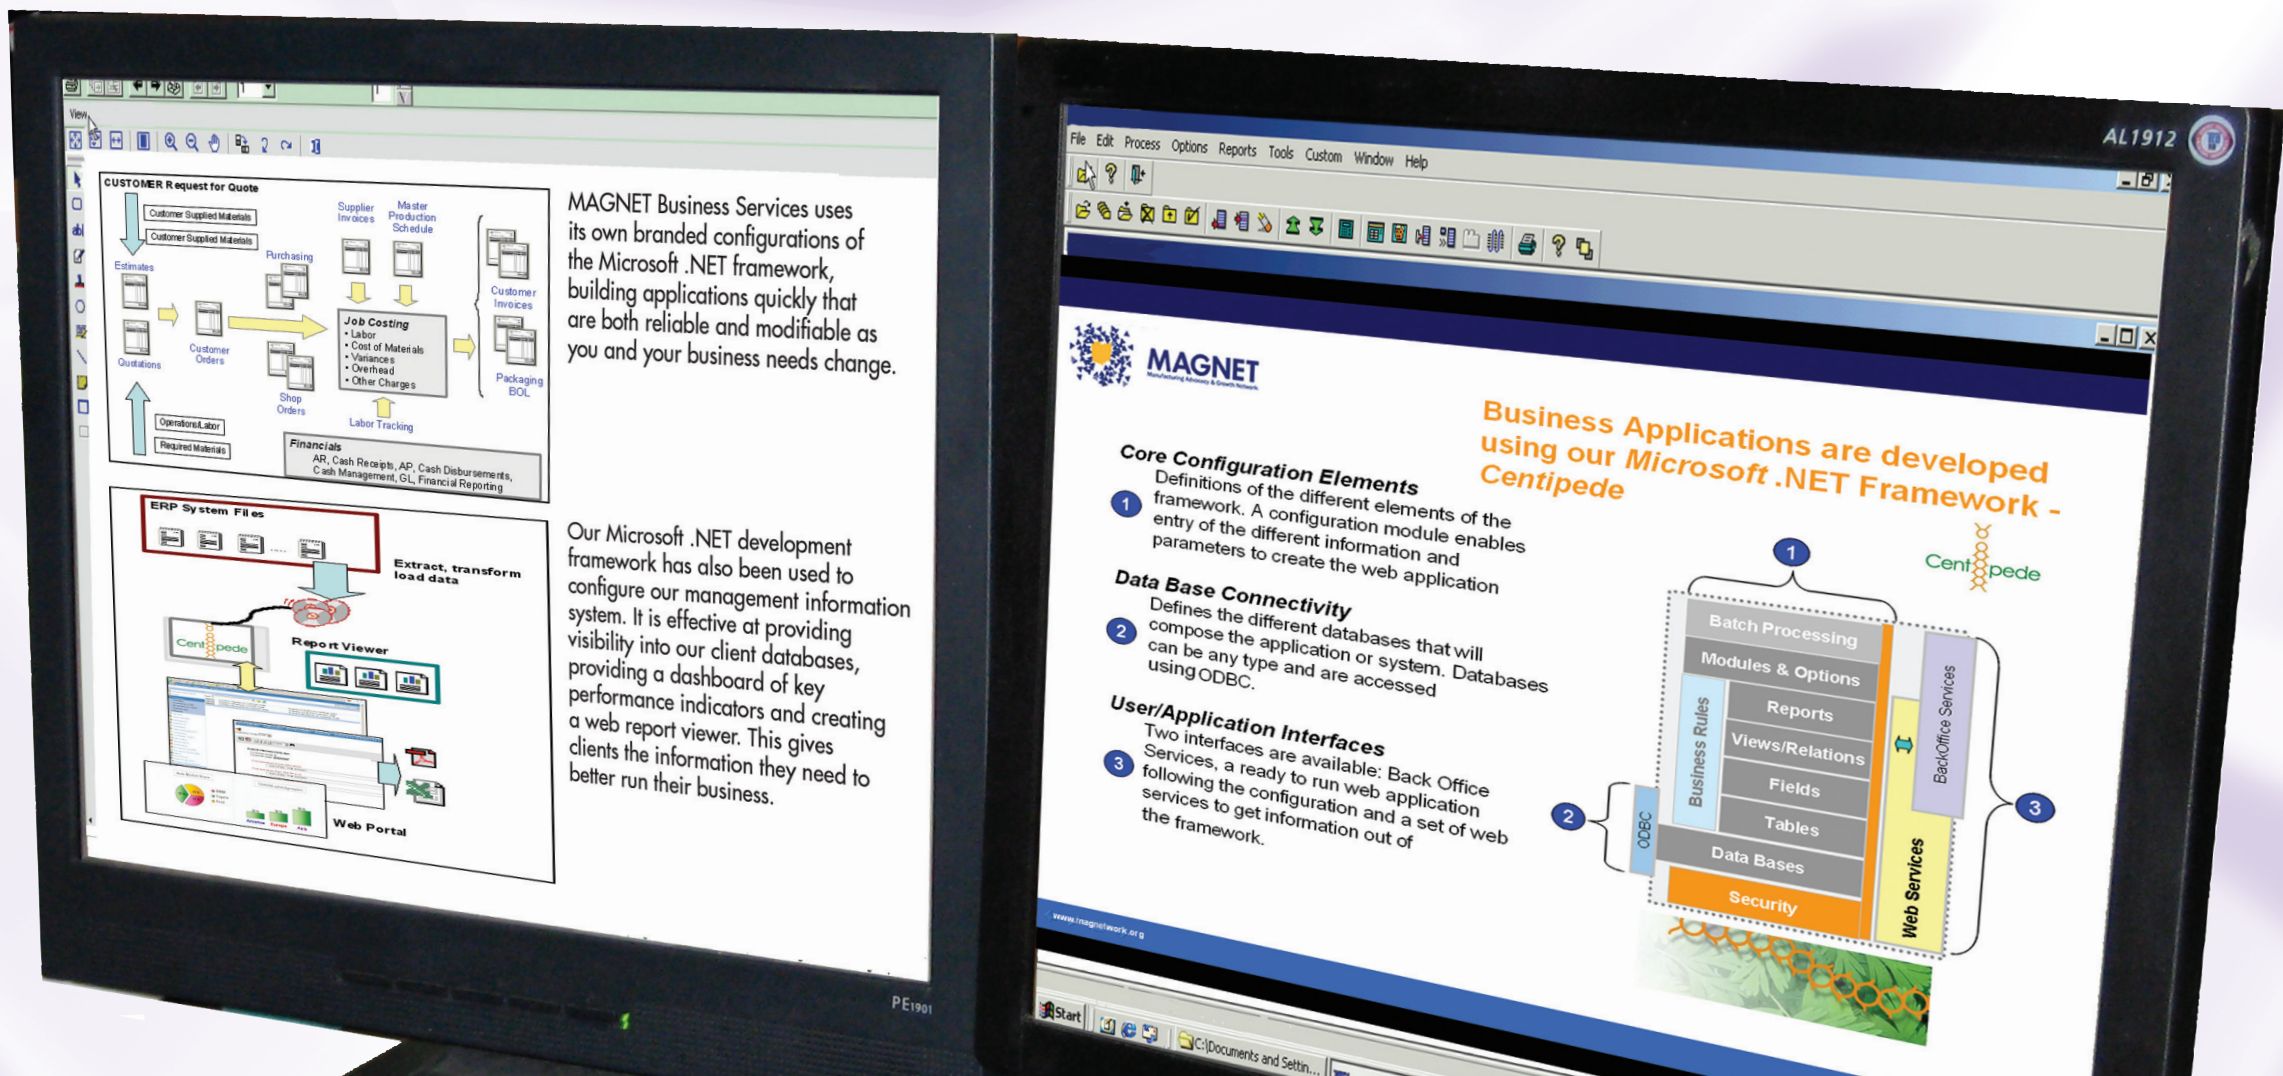 View
CUSTOMER Request for Quote
Customer Supplied Materials
Customer Supplied Materials
Estimates
Quotations
Customer
Orders
Purchasing
Shop
Orders
Supplier
Invoices
Master
Production
Schedule
Job Costing
• Labor
• Cost of Materials
• Variances
• Overhead
• Other Charges
Labor Tracking
Customer
Invoices
Packaging
BOL
Operations/Labor
Required Materials
Financials
AR, Cash Receipts, AP, Cash Disbursements,
Cash Management, GL, Financial Reporting
MAGNET Business Services uses
its own branded configurations of
the Microsoft .NET framework,
building applications quickly that
are both reliable and modifiable as
you and your business needs change.
ERP System Files
Extract, transform
load data
Centipede
Report Viewer
Web Portal
Our Microsoft .NET development
framework has also been used to
configure our management information
system. It is effective at providing
visibility into our client databases,
providing a dashboard of key
performance indicators and creating
a web report viewer. This gives
clients the information they need to
better run their business.
PE1901
AL1912
File Edit Process Options Reports Tools Custom Window Help
MAGNET
Manufacturing Advocacy & Growth Network
Business Applications are developed
using our Microsoft .NET Framework -
Centipede
Core Configuration Elements
1
Definitions of the different elements of the
framework. A configuration module enables
entry of the different information and
parameters to create the web application
Data Base Connectivity
2
Defines the different databases that will
compose the application or system. Databases
can be any type and are accessed
using ODBC.
User/Application Interfaces
3
Two interfaces are available: Back Office
Services, a ready to run web application
following the configuration and a set of web
services to get information out of
the framework.
Centipede
1
Batch Processing
Modules & Options
Reports
Views/Relations
Fields
Tables
Data Bases
Security
Business Rules
ODBC
2
BackOffice Services
Web Services
3
www.magnetwork.org
Start
C:\Documents and Settin...